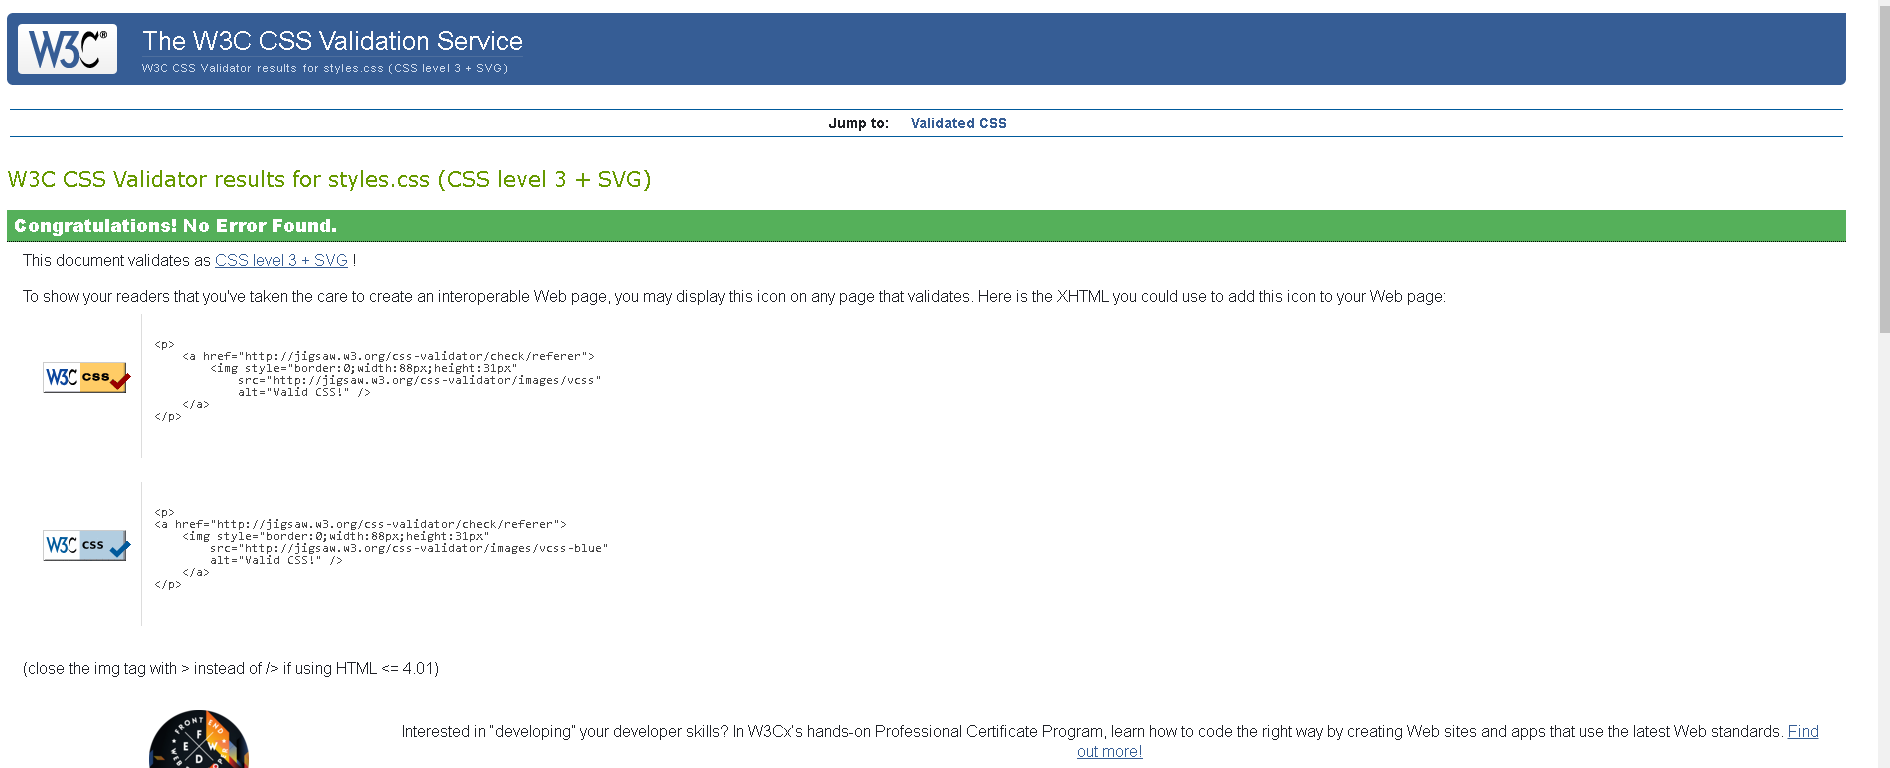 W3C®
The W3C CSS Validation Service
W3C CSS Validator results for styles.css (CSS level 3 + SVG)
Jump to: Validated CSS
W3C CSS Validator results for styles.css (CSS level 3 + SVG)
Congratulations! No Error Found.
This document validates as CSS level 3 + SVG !
To show your readers that you've taken the care to create an interoperable Web page, you may display this icon on any page that validates. Here is the XHTML you could use to add this icon to your Web page:
W3C CSS
<p>
    <a href="http://jigsaw.w3.org/css-validator/check/referer">
        <img style="border:0;width:88px;height:31px"
            src="http://jigsaw.w3.org/css-validator/images/vcss"
            alt="Valid CSS!" />
    </a>
</p>
W3C CSS
<p>
<a href="http://jigsaw.w3.org/css-validator/check/referer">
    <img style="border:0;width:88px;height:31px"
        src="http://jigsaw.w3.org/css-validator/images/vcss-blue"
        alt="Valid CSS!" />
    </a>
</p>
(close the img tag with > instead of /> if using HTML <= 4.01)
FRONT END
E F W D
Interested in "developing" your developer skills? In W3Cx's hands-on Professional Certificate Program, learn how to code the right way by creating Web sites and apps that use the latest Web standards. Find
out more!